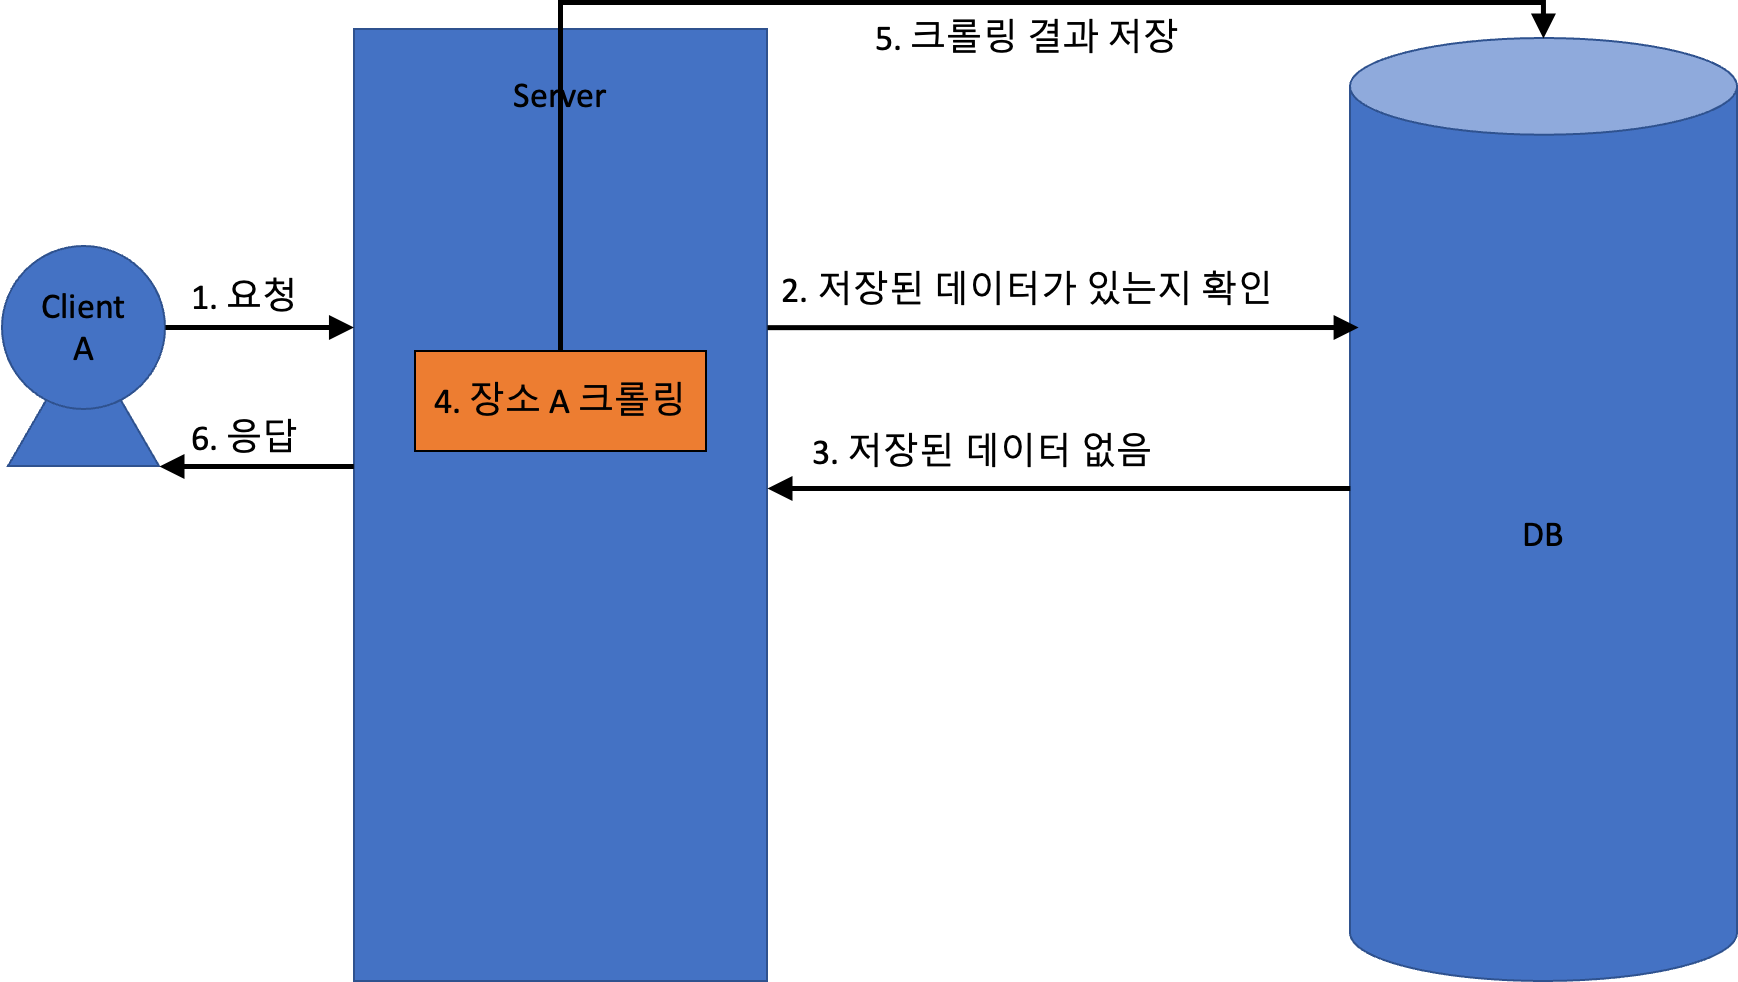 5. 크롤링 결과 저장
Server
Client
A
1. 요청
2. 저장된 데이터가 있는지 확인
4. 장소 A 크롤링
6. 응답
3. 저장된 데이터 없음
DB